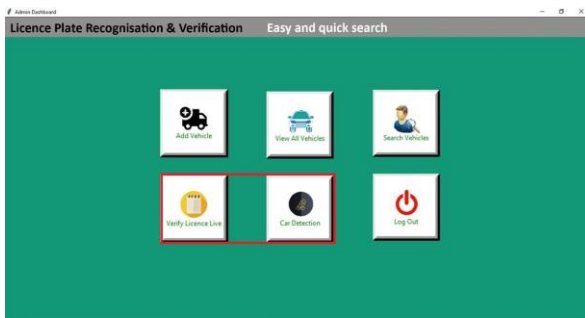 Admin Dashboard
Licence Plate Recognisation & Verification Easy and quick search
Add Vehicle View All Vehicles Search Vehicles
Verify Licence Live Car Detection Log Out